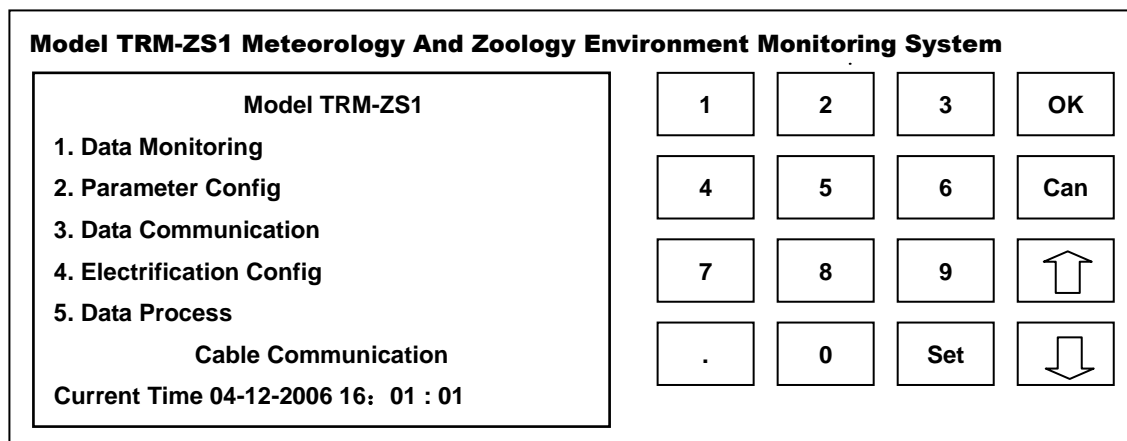 Model TRM-ZS1 Meteorology And Zoology Environment Monitoring System
Model TRM-ZS1
1. Data Monitoring
2. Parameter Config
3. Data Communication
4. Electrification Config
5. Data Process
Cable Communication
Current Time 04-12-2006 16：01 : 01
1 2 3 OK
4 5 6 Can
7 8 9
. 0 Set